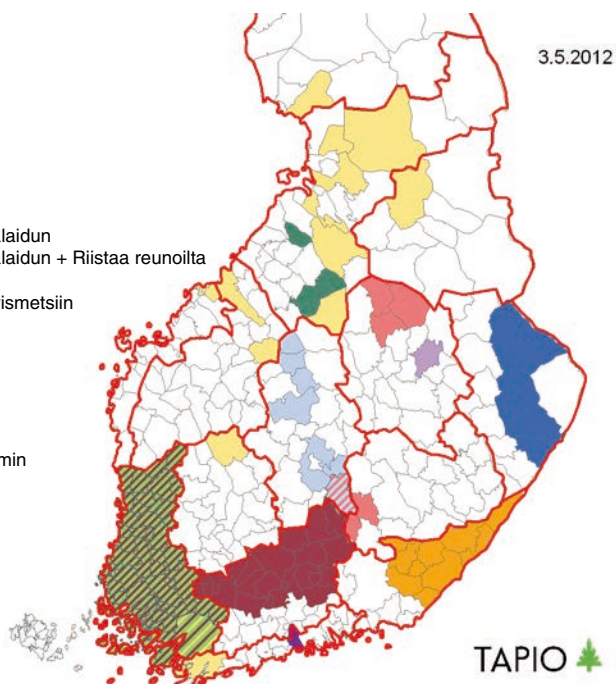 3.5.2012
laidun
laidun + Riistaa reunoilta
ismetsiin
min
TAPIO